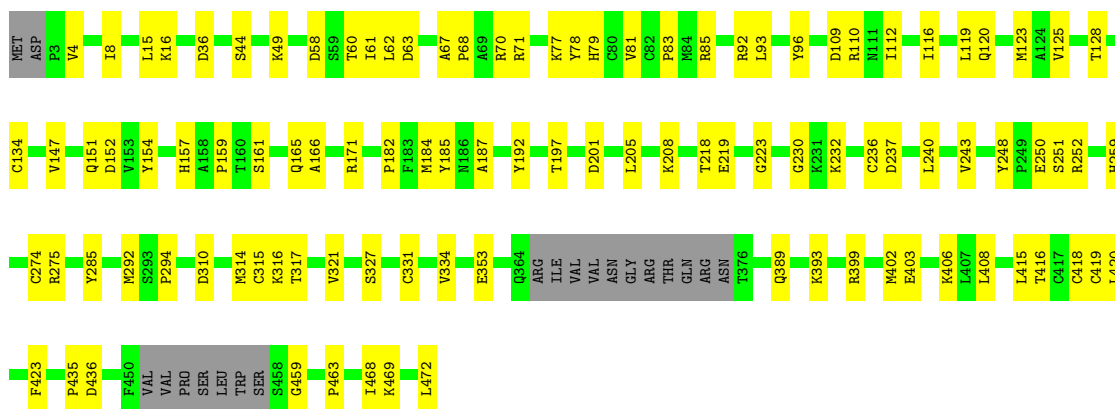 MET ASP P3 V4 I8 L15 K16 D36 S44 K49 D58 S59 T60 I61 L62 D63 A67 P68 A69 R70 R71 K77 Y78 H79 C80 V81 C82 P83 M84 R85 R92 L93 Y96 D109 R110 N111 I112 I116 L119 Q120 M123 A124 V125 T128
C134 V147 Q151 D152 V153 Y154 H157 A158 P159 T160 S161 Q165 A166 R171 P182 F183 M184 Y185 N186 A187 Y192 T197 D201 L205 K208 T218 E219 G223 G230 K231 K232 C236 D237 L240 V243 Y248 P249 E250 S251 R252 H259
C274 R275 Y285 M292 S293 P294 D310 M314 C315 K316 T317 V321 S327 C331 V334 E353 Q364 ARG ILE VAL VAL ASN GLY ARG THR GLN ARG ASN T376 Q389 K393 R399 M402 E403 K406 L407 L408 L415 T416 C417 C418 C419 L420
F423 P435 D436 F450 VAL VAL PRO SER LEU TRP SER S458 G459 P463 I468 K469 L472